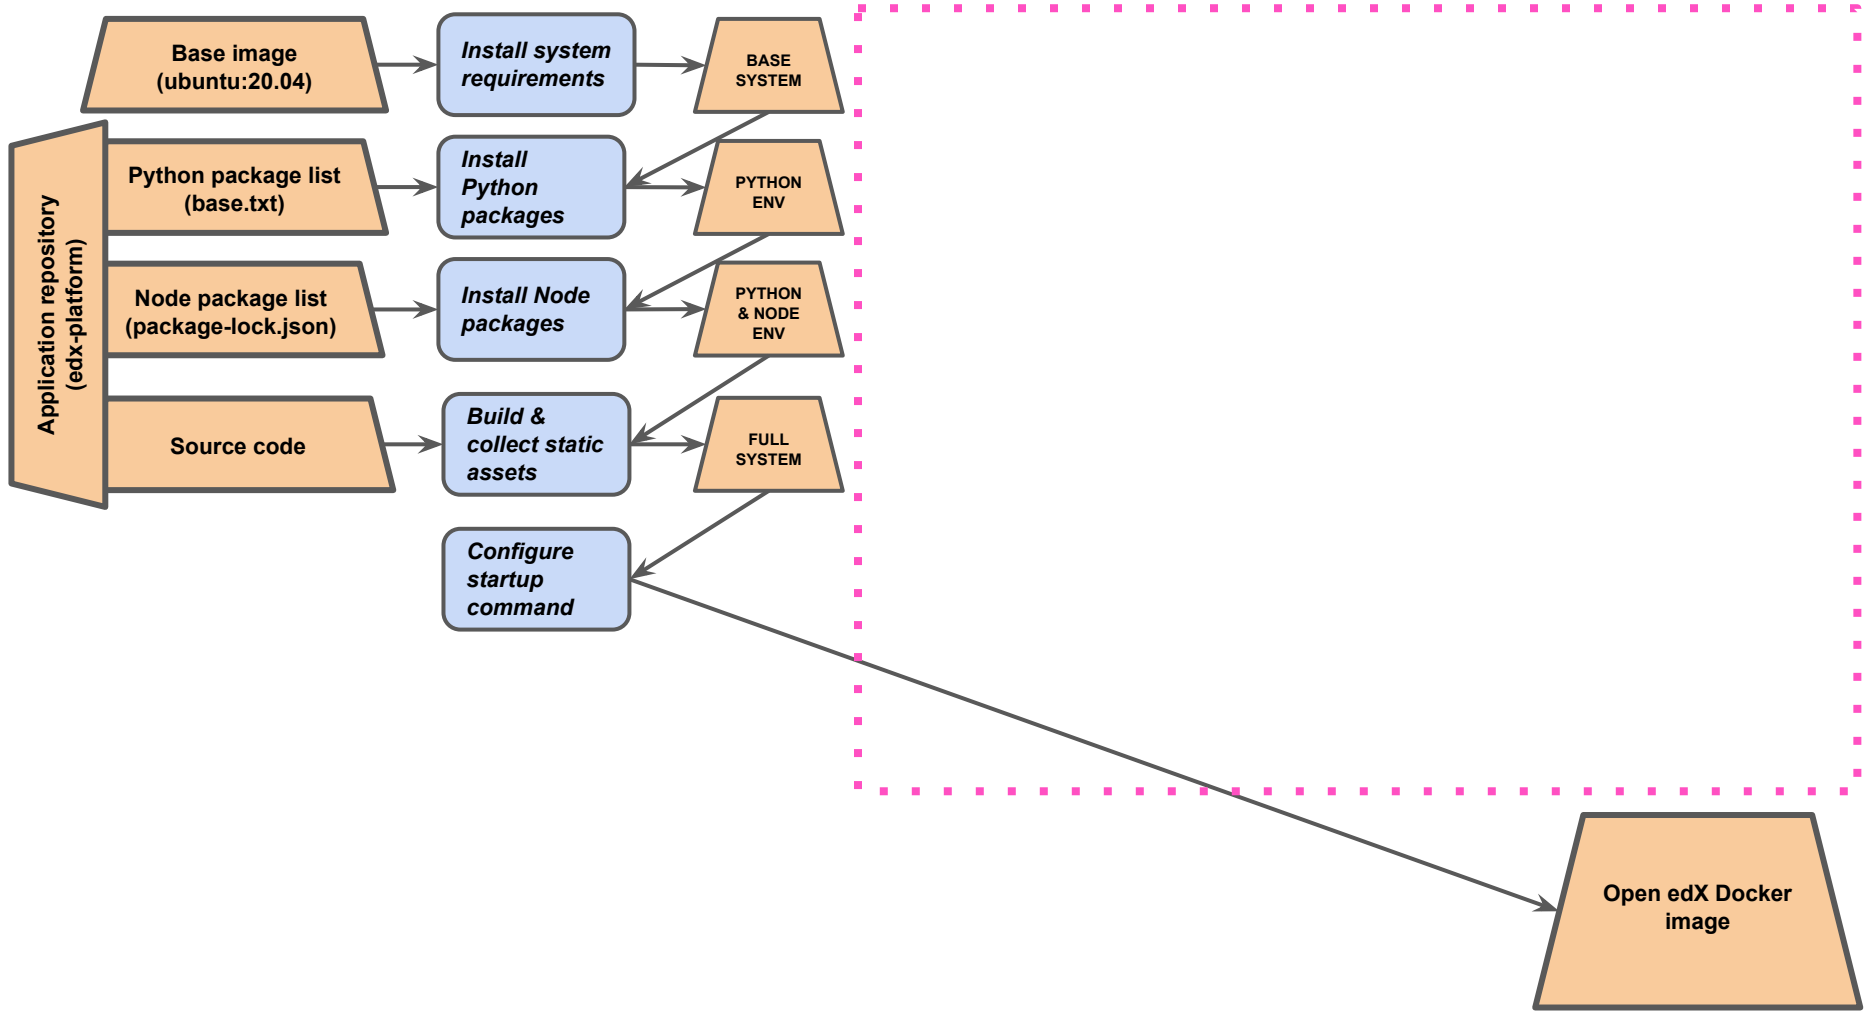 Base image
(ubuntu:20.04)
Install system
requirements
BASE
SYSTEM
Application repository
(edx-platform)
Python package list
(base.txt)
Install
Python
packages
PYTHON
ENV
Node package list
(package-lock.json)
Install Node
packages
PYTHON
& NODE
ENV
Source code
Build &
collect static
assets
FULL
SYSTEM
Configure
startup
command
Open edX Docker
image